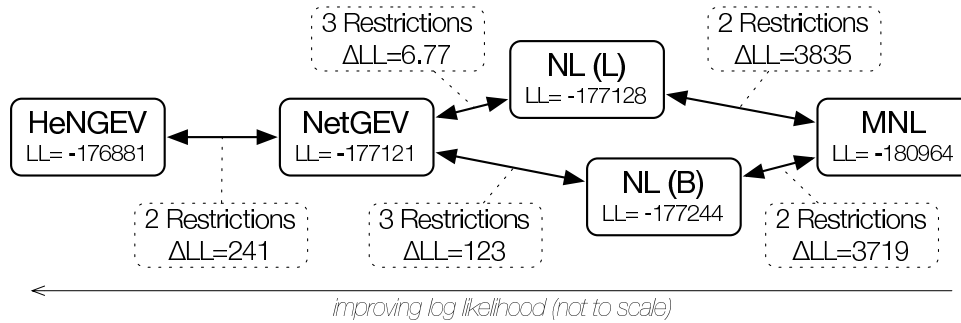 3 Restrictions
ΔLL=6.77
2 Restrictions
ΔLL=3835
NL (L)
LL= -177128
HeNGEV
LL= -176881
NetGEV
LL= -177121
MNL
LL= -180964
NL (B)
LL= -177244
2 Restrictions
ΔLL=241
3 Restrictions
ΔLL=123
2 Restrictions
ΔLL=3719
improving log likelihood (not to scale)